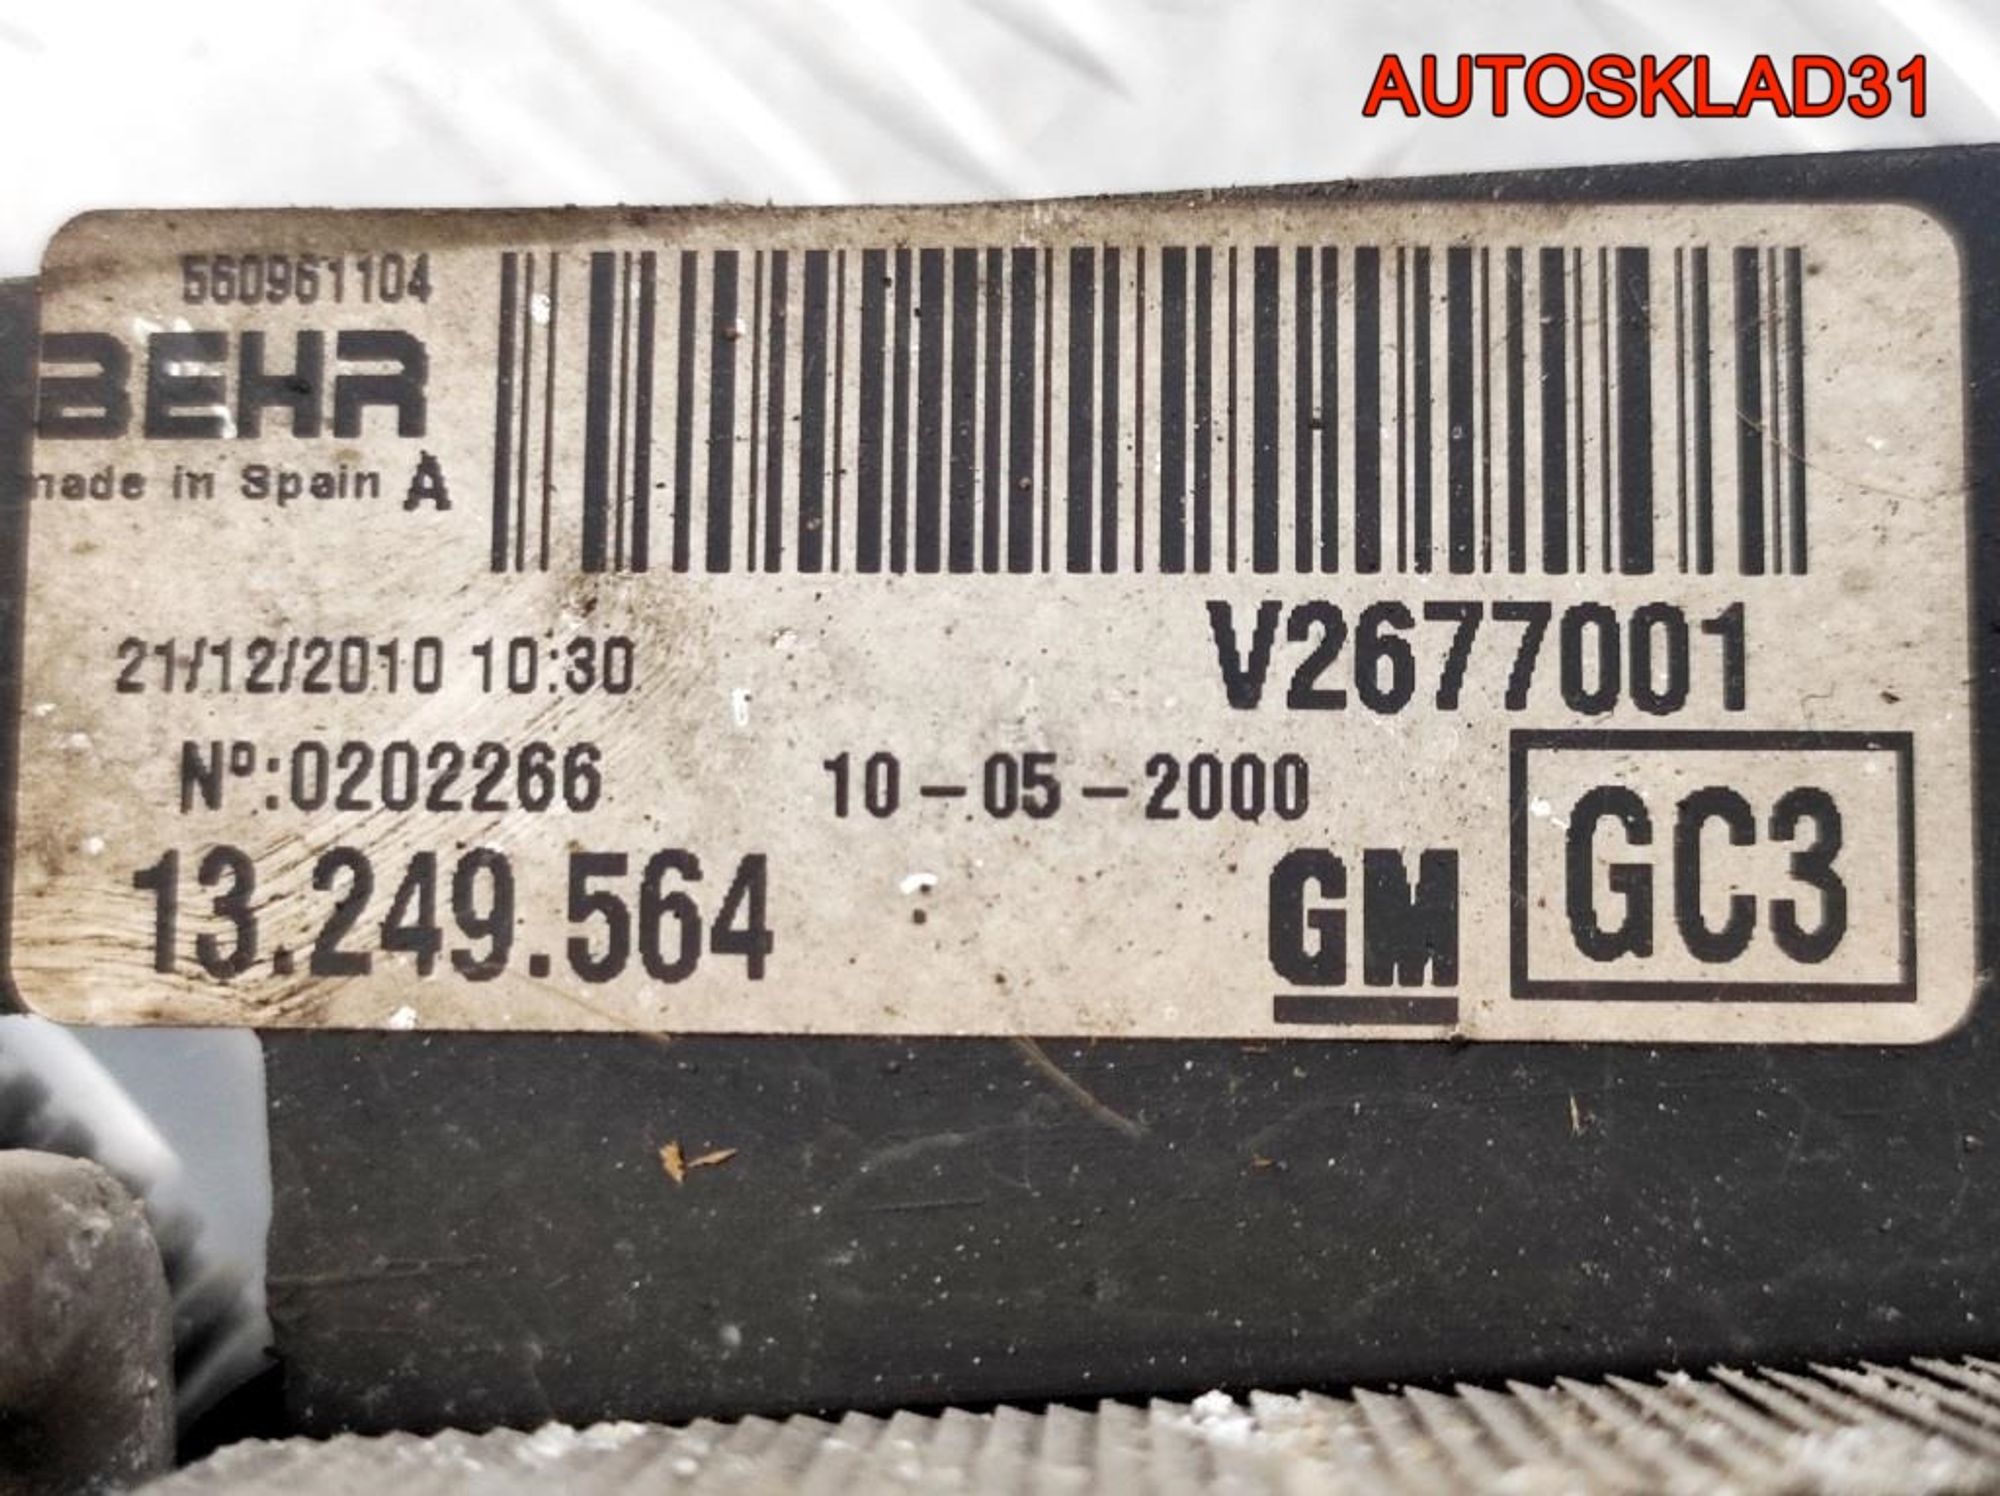 AUTOSKLAD31
560961104
BEHR
made in Spain A
V2677001
21/12/2010 10:30
Nº:0202266
10-05-2000
13.249.564
GM
GC3